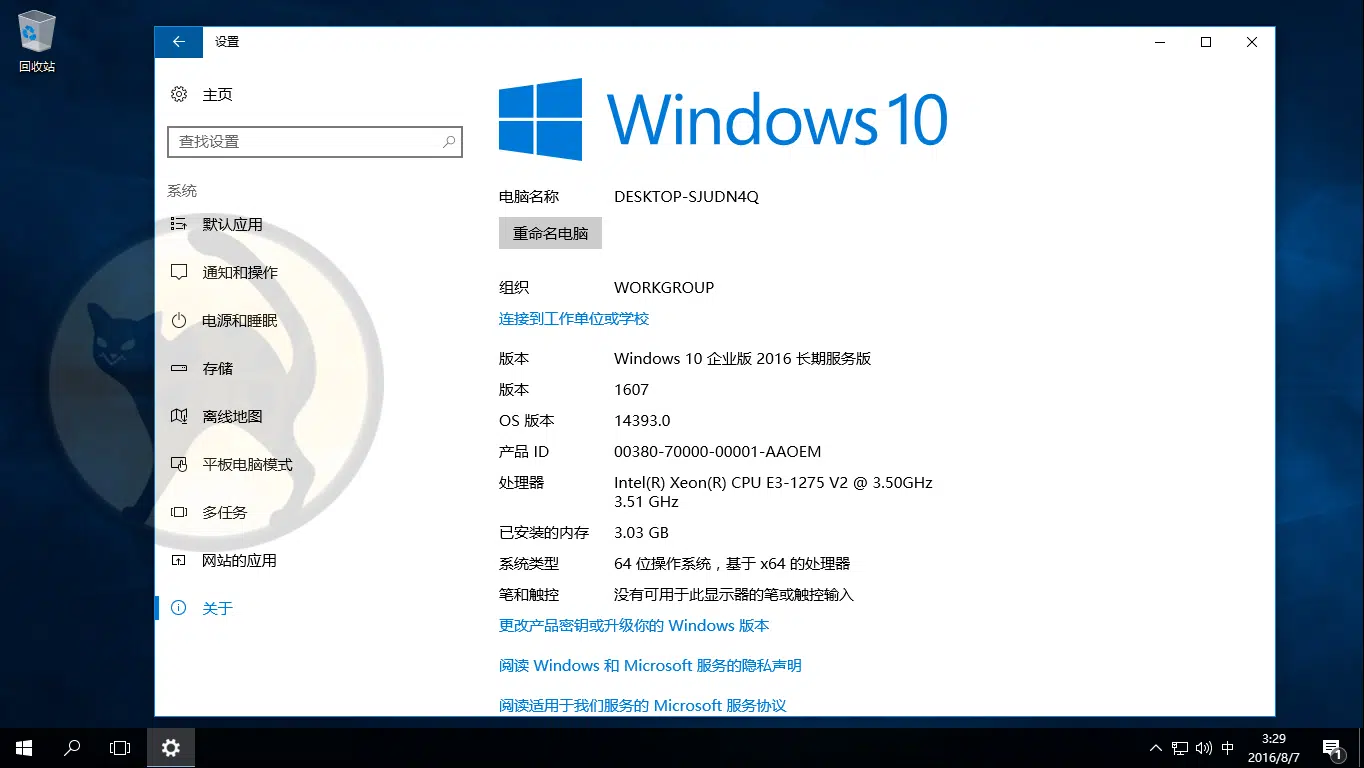 回收站
设置
主页
查找设置
系统
默认应用
通知和操作
电源和睡眠
存储
离线地图
平板电脑模式
多任务
网站的应用
关于
Windows 10
电脑名称 DESKTOP-SJUDN4Q
重命名电脑
组织 WORKGROUP
连接到工作单位或学校
版本 Windows 10 企业版 2016 长期服务版
版本 1607
OS 版本 14393.0
产品 ID 00380-70000-00001-AAOEM
处理器 Intel(R) Xeon(R) CPU E3-1275 V2 @ 3.50GHz
3.51 GHz
已安装的内存 3.03 GB
系统类型 64 位操作系统，基于 x64 的处理器
笔和触控 没有可用于此显示器的笔或触控输入
更改产品密钥或升级你的 Windows 版本
阅读 Windows 和 Microsoft 服务的隐私声明
阅读适用于我们服务的 Microsoft 服务协议
中
3:29
2016/8/7
1